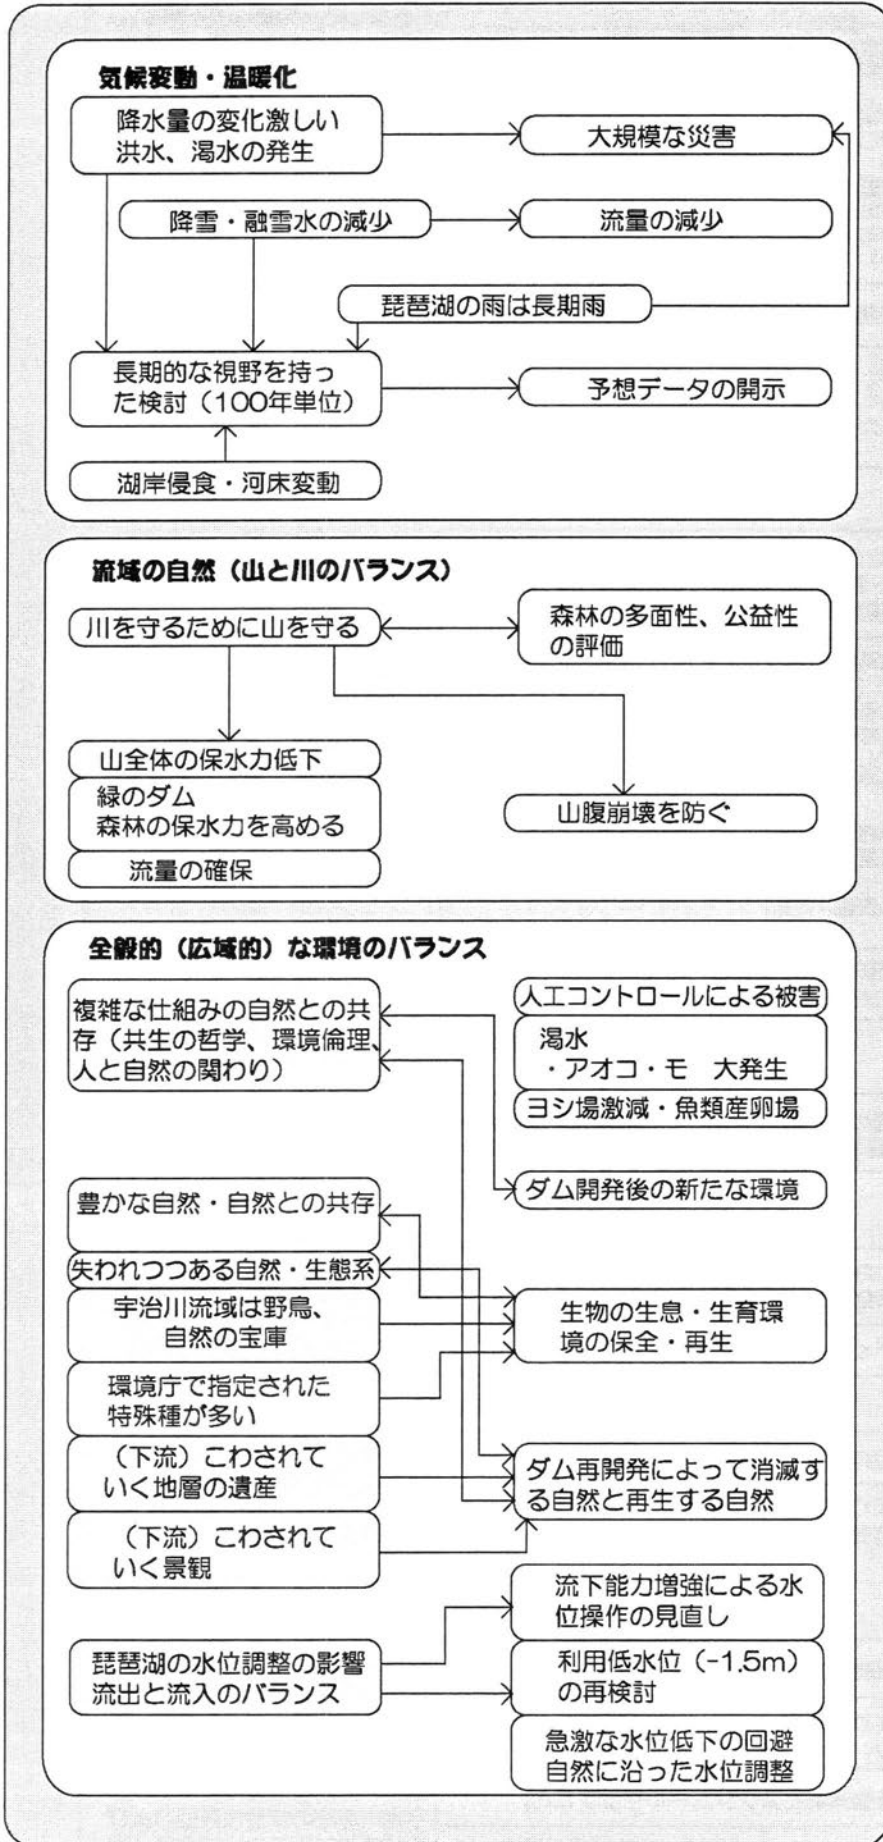 気候変動・温暖化
降水量の変化激しい
洪水、渇水の発生
大規模な災害
降雪・融雪水の減少
流量の減少
琵琶湖の雨は長期雨
長期的な視野を持っ
た検討（100年単位）
予想データの開示
湖岸侵食・河床変動
流域の自然（山と川のバランス）
川を守るために山を守る
森林の多面性、公益性
の評価
山全体の保水力低下
緑のダム
森林の保水力を高める
流量の確保
山腹崩壊を防ぐ
全般的（広域的）な環境のバランス
複雑な仕組みの自然との共
存（共生の哲学、環境倫理、
人と自然の関わり）
人工コントロールによる被害
渇水
・アオコ・モ　大発生
ヨシ場激減・魚類産卵場
ダム開発後の新たな環境
豊かな自然・自然との共存
失われつつある自然・生態系
宇治川流域は野鳥、
自然の宝庫
生物の生息・生育環
境の保全・再生
環境庁で指定された
特殊種が多い
（下流）こわされて
いく地層の遺産
ダム再開発によって消滅す
る自然と再生する自然
（下流）こわされて
いく景観
流下能力増強による水
位操作の見直し
琵琶湖の水位調整の影響
流出と流入のバランス
利用低水位（-1.5m）
の再検討
急激な水位低下の回避
自然に沿った水位調整